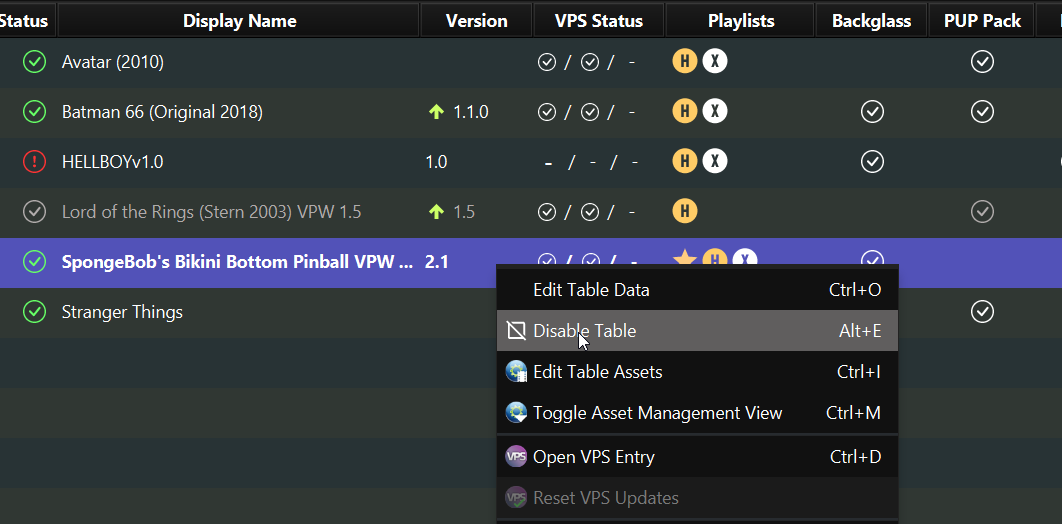 Status Display Name Version VPS Status Playlists Backglass PUP Pack
Avatar (2010) / / - H X
Batman 66 (Original 2018) 1.1.0 / / - H X
! HELLBOYv1.0 1.0 - / - / - H X
Lord of the Rings (Stern 2003) VPW 1.5 1.5 / / - H
SpongeBob's Bikini Bottom Pinball VPW ... 2.1 / / - H X
Edit Table Data Ctrl+O
Stranger Things
Disable Table Alt+E
Edit Table Assets Ctrl+I
Toggle Asset Management View Ctrl+M
VPS Open VPS Entry Ctrl+D
VPS Reset VPS Updates